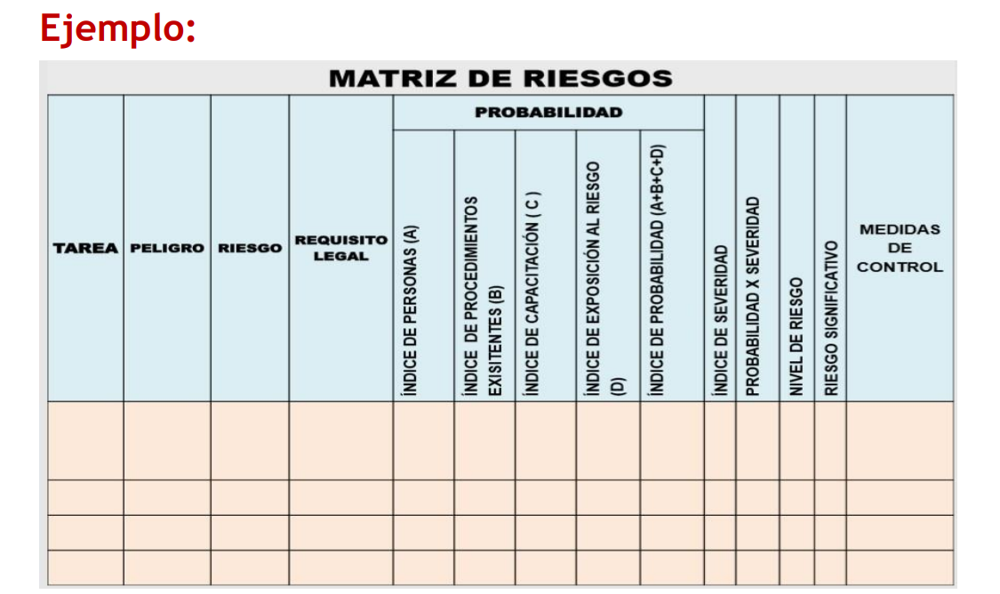 Ejemplo:
MATRIZ DE RIESGOS
TAREA
PELIGRO
RIESGO
REQUISITO
LEGAL
PROBABILIDAD
ÍNDICE DE PERSONAS (A)
ÍNDICE DE PROCEDIMIENTOS
EXISITENTES (B)
ÍNDICE DE CAPACITACIÓN ( C )
ÍNDICE DE EXPOSICIÓN AL RIESGO
(D)
ÍNDICE DE PROBABILIDAD (A+B+C+D)
ÍNDICE DE SEVERIDAD
PROBABILIDAD X SEVERIDAD
NIVEL DE RIESGO
RIESGO SIGNIFICATIVO
MEDIDAS
DE
CONTROL